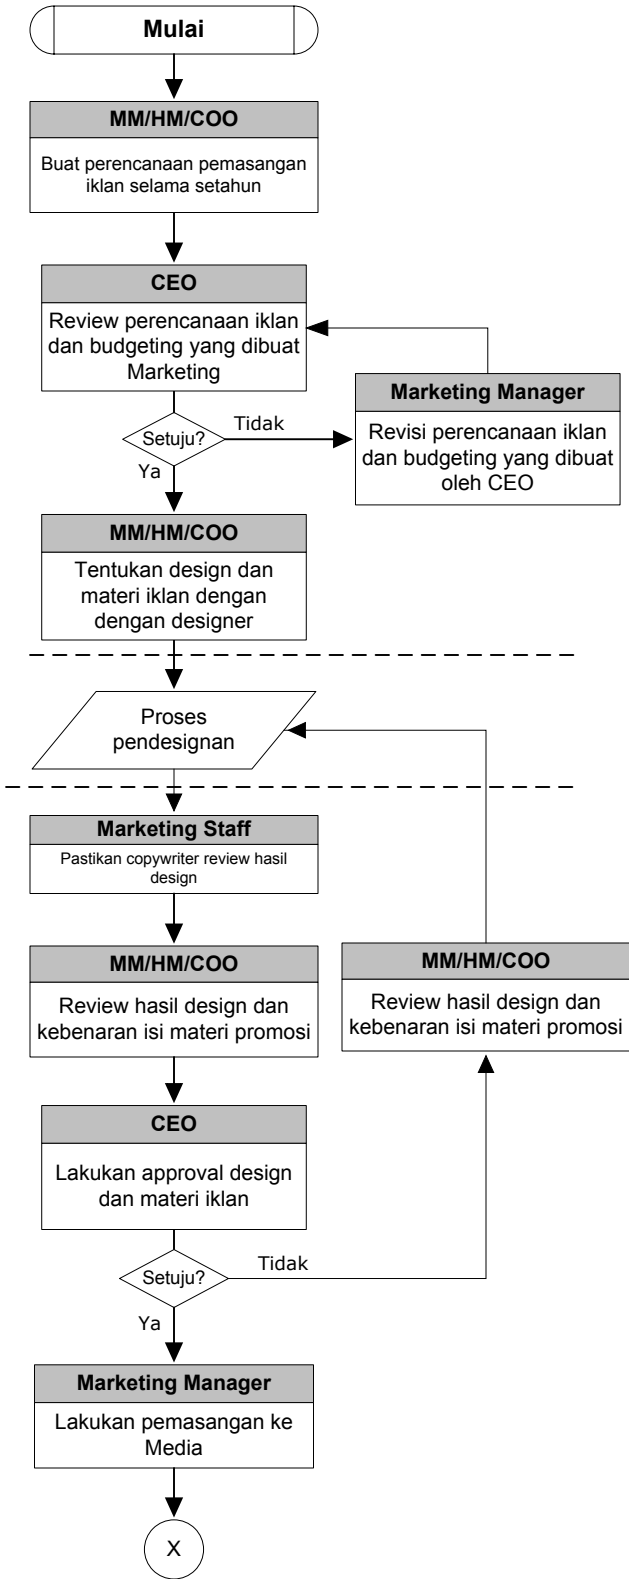 Mulai
MM/HM/COO
Buat perencanaan pemasangan
iklan selama setahun
CEO
Review perencanaan iklan
dan budgeting yang dibuat
Marketing
Setuju?
Tidak
Ya
Marketing Manager
Revisi perencanaan iklan
dan budgeting yang dibuat
oleh CEO
MM/HM/COO
Tentukan design dan
materi iklan dengan
dengan designer
Proses
pendesignan
Marketing Staff
Pastikan copywriter review hasil
design
MM/HM/COO
Review hasil design dan
kebenaran isi materi promosi
MM/HM/COO
Review hasil design dan
kebenaran isi materi promosi
CEO
Lakukan approval design
dan materi iklan
Setuju?
Tidak
Ya
Marketing Manager
Lakukan pemasangan ke
Media
X